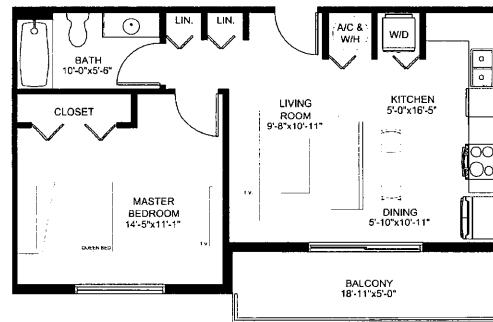 LIN.
LIN.
A/C &
W/H
W/D
BATH
10'-0"x5'-6"
CLOSET
LIVING
ROOM
9'-8"x10'-11"
KITCHEN
5'-0"x16'-5"
MASTER
BEDROOM
14'-5"x11'-1"
T.V.
DINING
5'-10"x10'-11"
QUEEN BED
T.V.
BALCONY
18'-11"x5'-0"